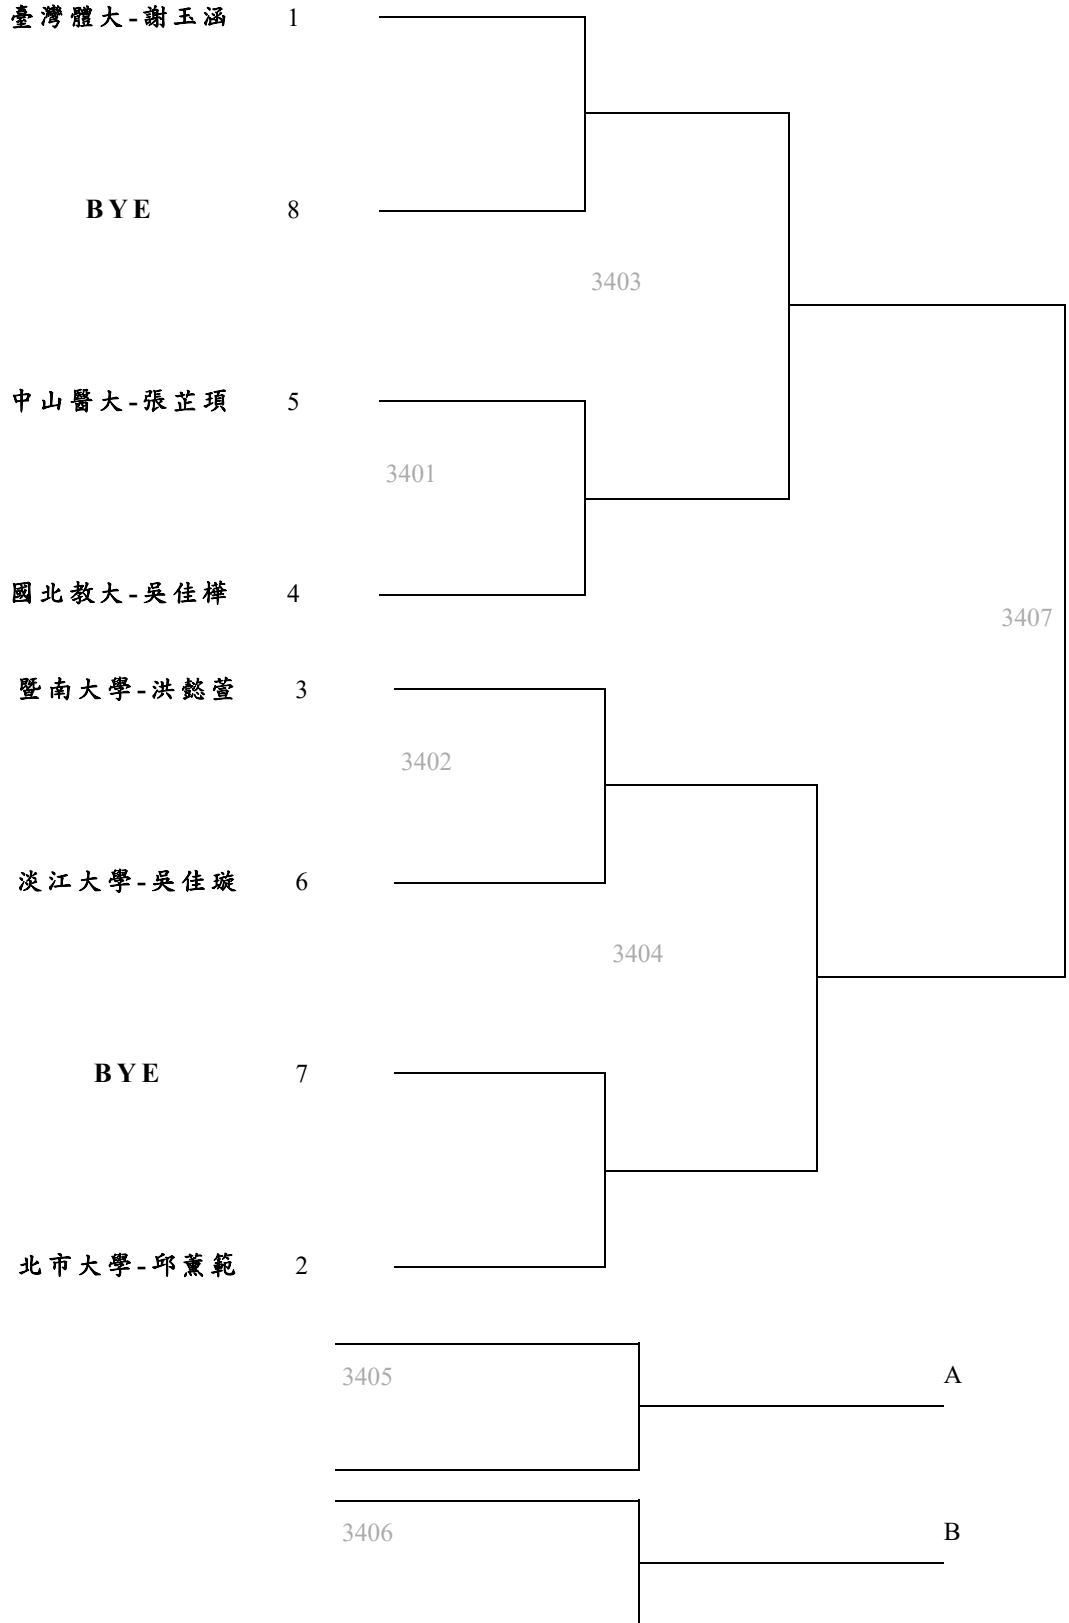 臺灣體大-謝玉涵 1
BYE 8
3403
中山醫大-張芷頊 5
3401
國北教大-吳佳樺 4
3407
暨南大學-洪懿萱 3
3402
淡江大學-吳佳璇 6
3404
BYE 7
北市大學-邱薰範 2
3405 A
3406 B